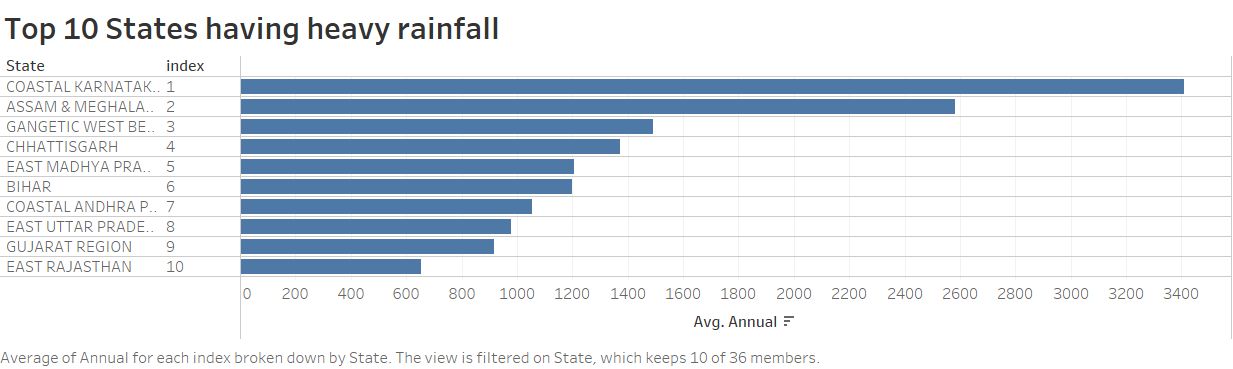 Top 10 States having heavy rainfall
State index
COASTAL KARNATAK.. 1
ASSAM & MEGHALA.. 2
GANGETIC WEST BE.. 3
CHHATTISGARH 4
EAST MADHYA PRA.. 5
BIHAR 6
COASTAL ANDHRA P.. 7
EAST UTTAR PRADE.. 8
GUJARAT REGION 9
EAST RAJASTHAN 10
0 200 400 600 800 1000 1200 1400 1600 1800 2000 2200 2400 2600 2800 3000 3200 3400
Avg. Annual
Average of Annual for each index broken down by State. The view is filtered on State, which keeps 10 of 36 members.